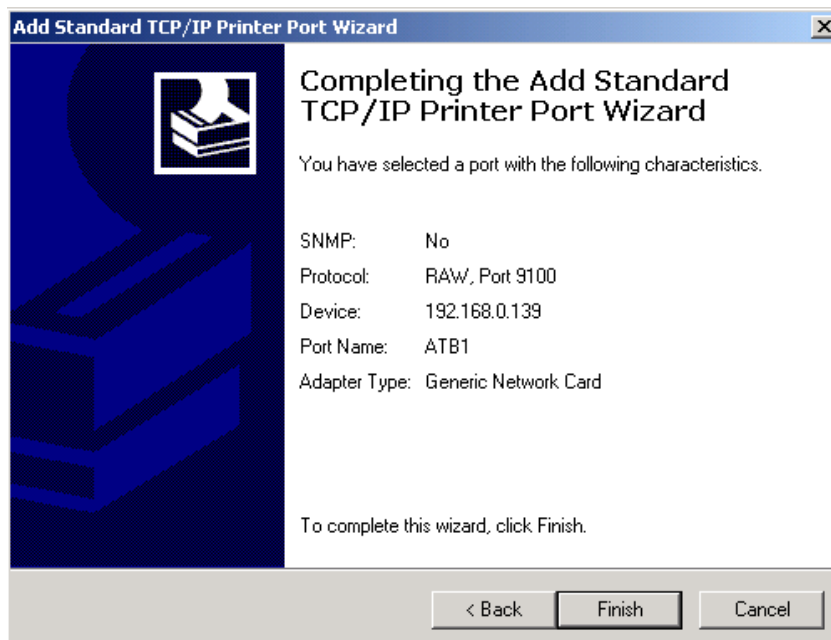 Add Standard TCP/IP Printer Port Wizard
Completing the Add Standard
TCP/IP Printer Port Wizard
You have selected a port with the following characteristics.
SNMP: No
Protocol: RAW, Port 9100
Device: 192.168.0.139
Port Name: ATB1
Adapter Type: Generic Network Card
To complete this wizard, click Finish.
< Back Finish Cancel